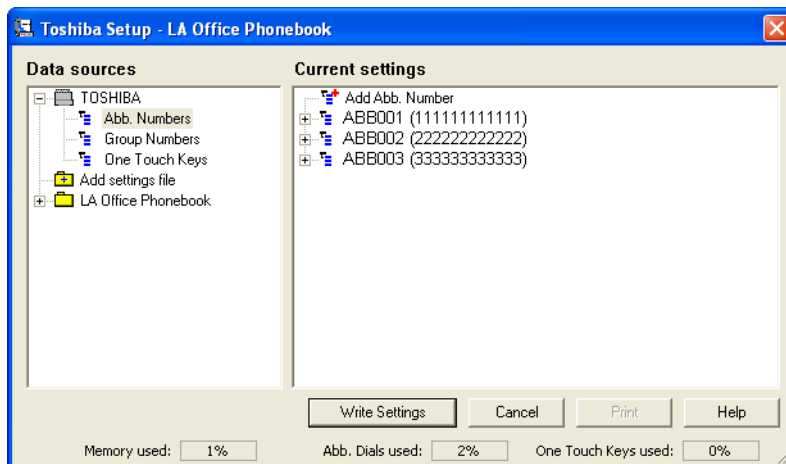 Toshiba Setup - LA Office Phonebook
Data sources
TOSHIBA
Abb. Numbers
Group Numbers
One Touch Keys
Add settings file
LA Office Phonebook
Current settings
Add Abb. Number
ABB001 (111111111111)
ABB002 (222222222222)
ABB003 (333333333333)
Write Settings Cancel Print Help
Memory used: 1% Abb. Dials used: 2% One Touch Keys used: 0%